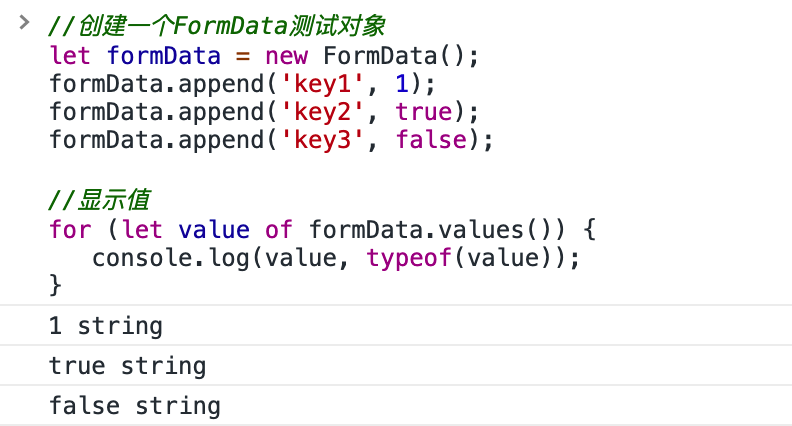 > //创建一个FormData测试对象
let formData = new FormData();
formData.append('key1', 1);
formData.append('key2', true);
formData.append('key3', false);

//显示值
for (let value of formData.values()) {
   console.log(value, typeof(value));
}
1 string
true string
false string